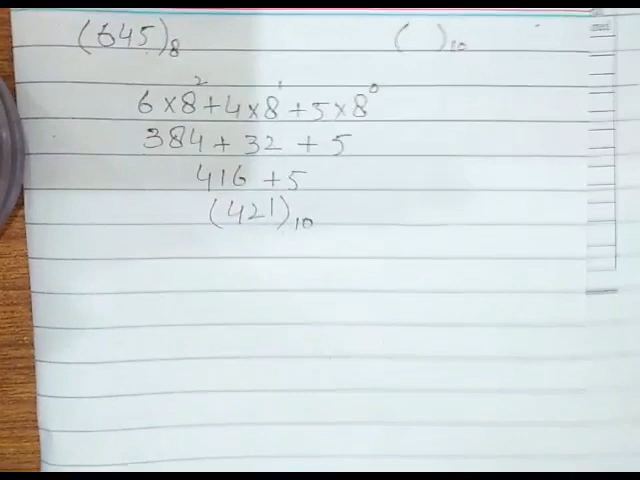 (645)₈ ( )₁₀
6×8²+4×8¹+5×8⁰
384+32+5
416+5
(421)₁₀